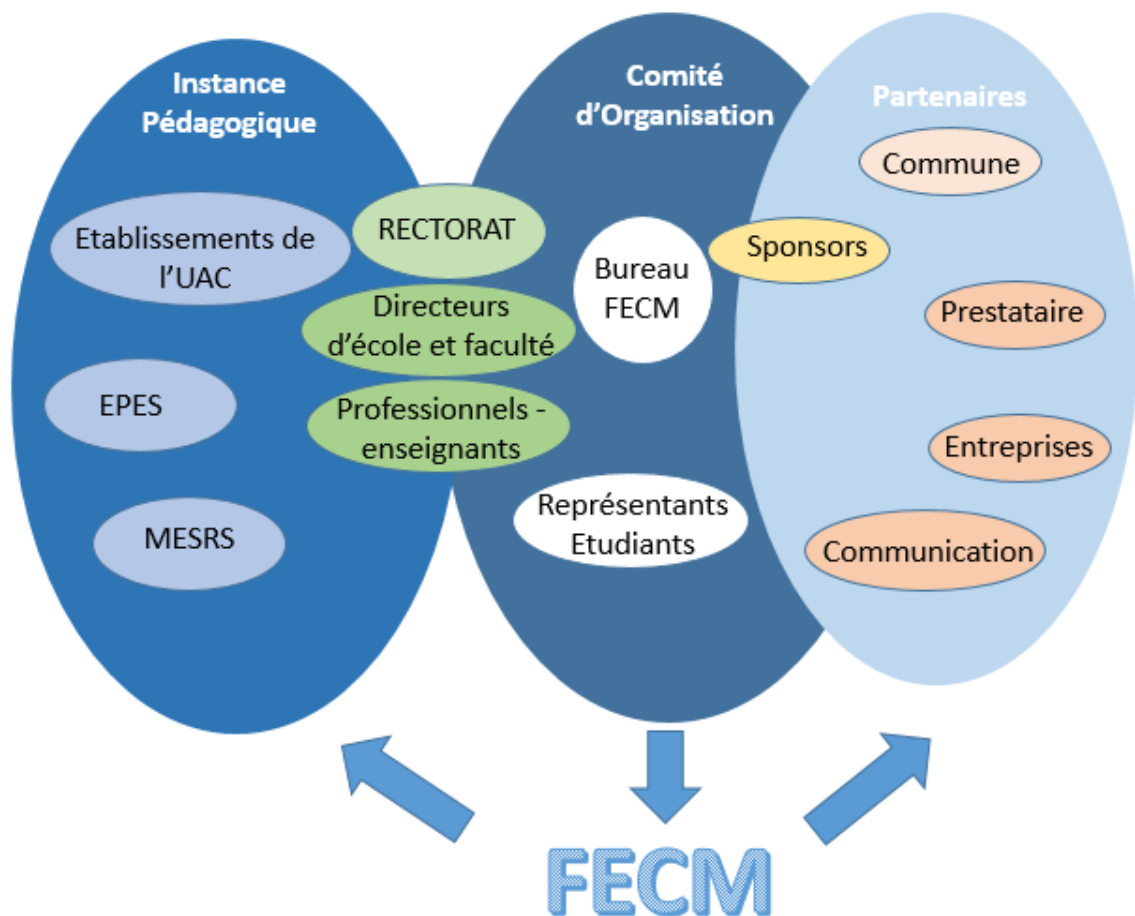 Instance
Pédagogique
Comité
d'Organisation
Partenaires
Etablissements de
l'UAC
EPES
MESRS
RECTORAT
Directeurs
d'école et faculté
Professionnels -
enseignants
Bureau
FECM
Représentants
Etudiants
Sponsors
Commune
Prestataire
Entreprises
Communication
FECM